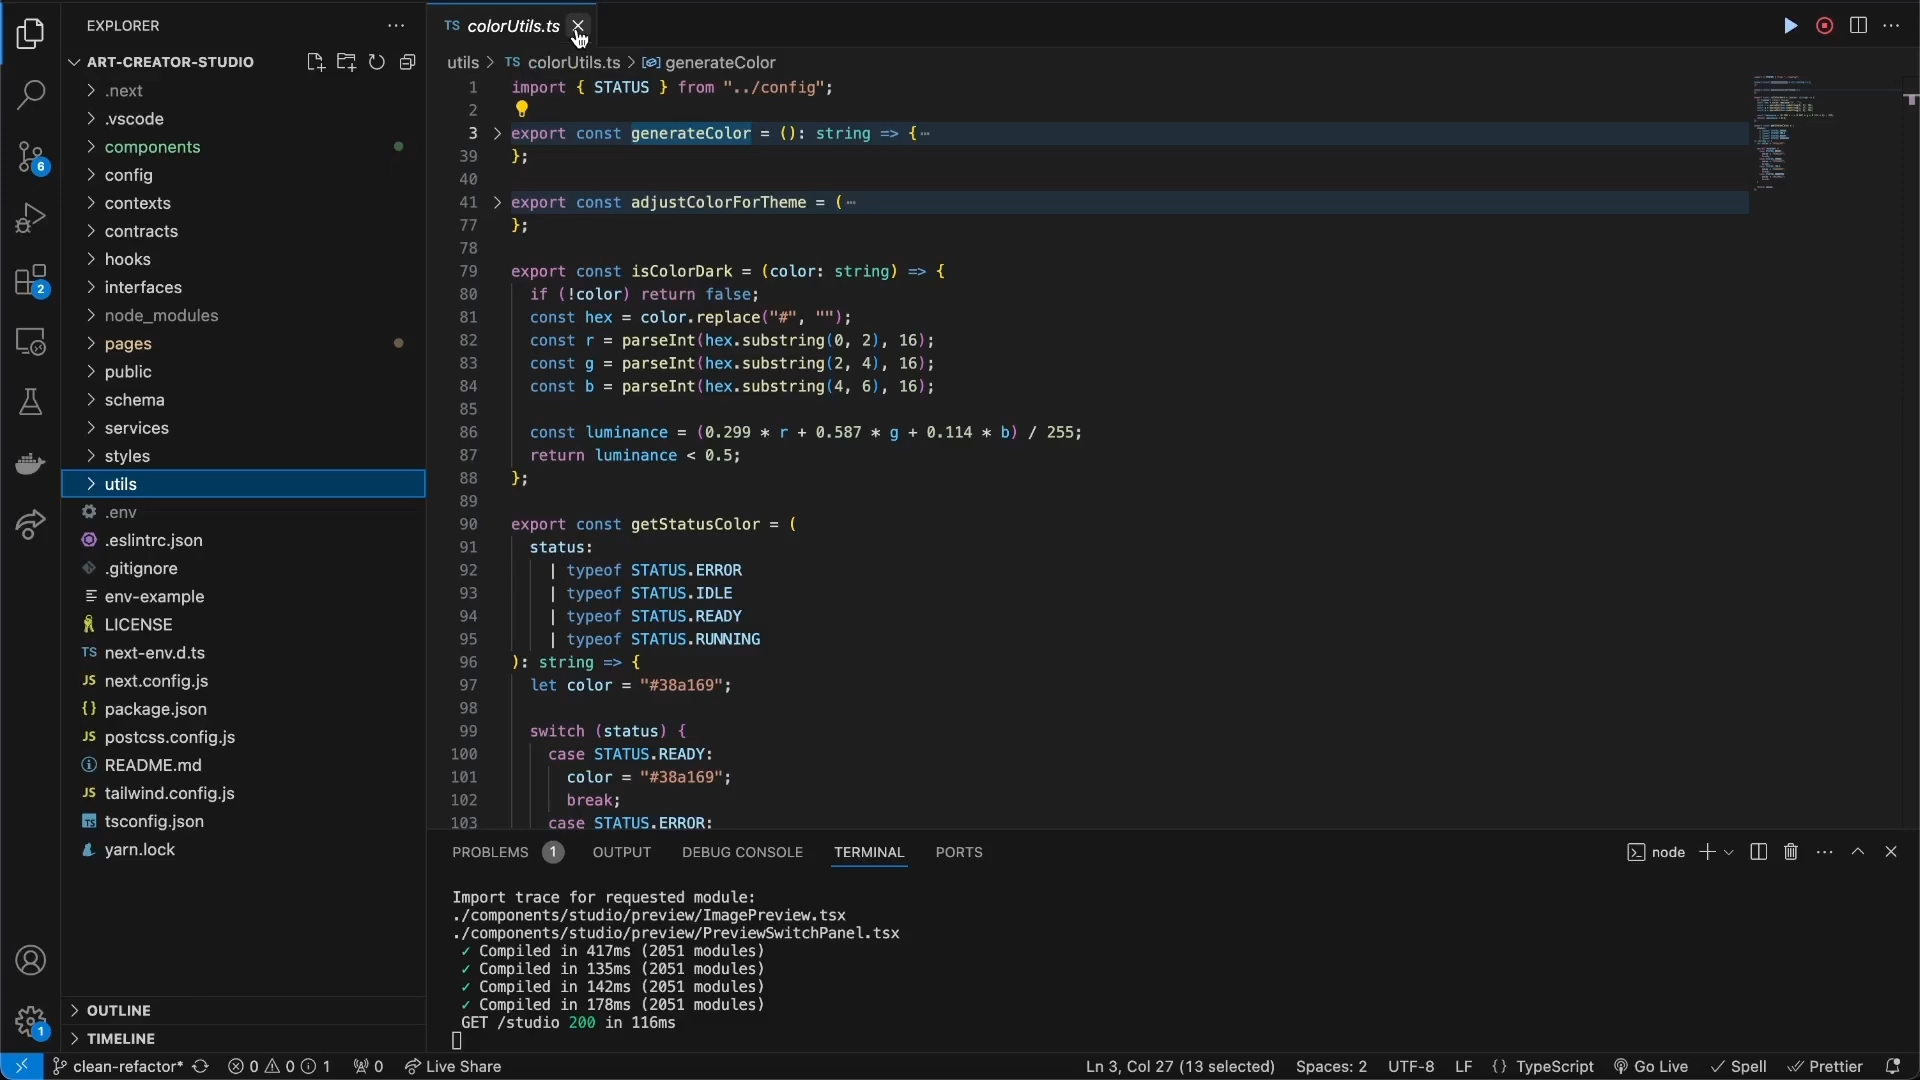 EXPLORER
ART-CREATOR-STUDIO
.next
.vscode
components
config
contexts
contracts
hooks
interfaces
node_modules
pages
public
schema
services
styles
utils
.env
.eslintrc.json
.gitignore
env-example
LICENSE
TS next-env.d.ts
JS next.config.js
{} package.json
JS postcss.config.js
README.md
JS tailwind.config.js
TS tsconfig.json
yarn.lock
OUTLINE
TIMELINE
6
2
1
TS colorUtils.ts
utils > TS colorUtils.ts > generateColor
1 import { STATUS } from "../config";
2
3 export const generateColor = (): string => {⋯
39 };
40
41 export const adjustColorForTheme = (⋯
77 };
78
79 export const isColorDark = (color: string) => {
80 if (!color) return false;
81 const hex = color.replace("#", "");
82 const r = parseInt(hex.substring(0, 2), 16);
83 const g = parseInt(hex.substring(2, 4), 16);
84 const b = parseInt(hex.substring(4, 6), 16);
85
86 const luminance = (0.299 * r + 0.587 * g + 0.114 * b) / 255;
87 return luminance < 0.5;
88 };
89
90 export const getStatusColor = (
91 status:
92 | typeof STATUS.ERROR
93 | typeof STATUS.IDLE
94 | typeof STATUS.READY
95 | typeof STATUS.RUNNING
96 ): string => {
97 let color = "#38a169";
98
99 switch (status) {
100 case STATUS.READY:
101 color = "#38a169";
102 break;
103 case STATUS.ERROR:
PROBLEMS 1 OUTPUT DEBUG CONSOLE TERMINAL PORTS
node
Import trace for requested module:
./components/studio/preview/ImagePreview.tsx
./components/studio/preview/PreviewSwitchPanel.tsx
✓ Compiled in 417ms (2051 modules)
✓ Compiled in 135ms (2051 modules)
✓ Compiled in 142ms (2051 modules)
✓ Compiled in 178ms (2051 modules)
GET /studio 200 in 116ms
clean-refactor* 0 0 1 0 Live Share Ln 3, Col 27 (13 selected) Spaces: 2 UTF-8 LF {} TypeScript Go Live Spell Prettier